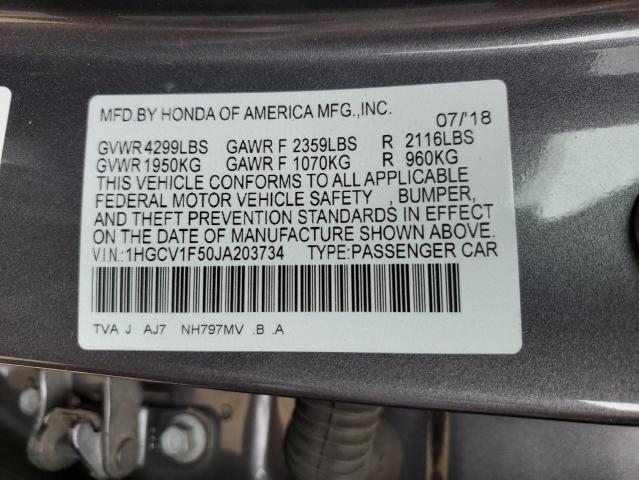 MFD.BY HONDA OF AMERICA MFG.,INC. 07/'18
GVWR 4299LBS GAWR F 2359LBS R 2116LBS
GVWR 1950KG GAWR F 1070KG R 960KG
THIS VEHICLE CONFORMS TO ALL APPLICABLE
FEDERAL MOTOR VEHICLE SAFETY , BUMPER,
AND THEFT PREVENTION STANDARDS IN EFFECT
ON THE DATE OF MANUFACTURE SHOWN ABOVE.
V.I.N.:1HGCV1F50JA203734 TYPE:PASSENGER CAR
TVA J AJ7 NH797MV .B .A